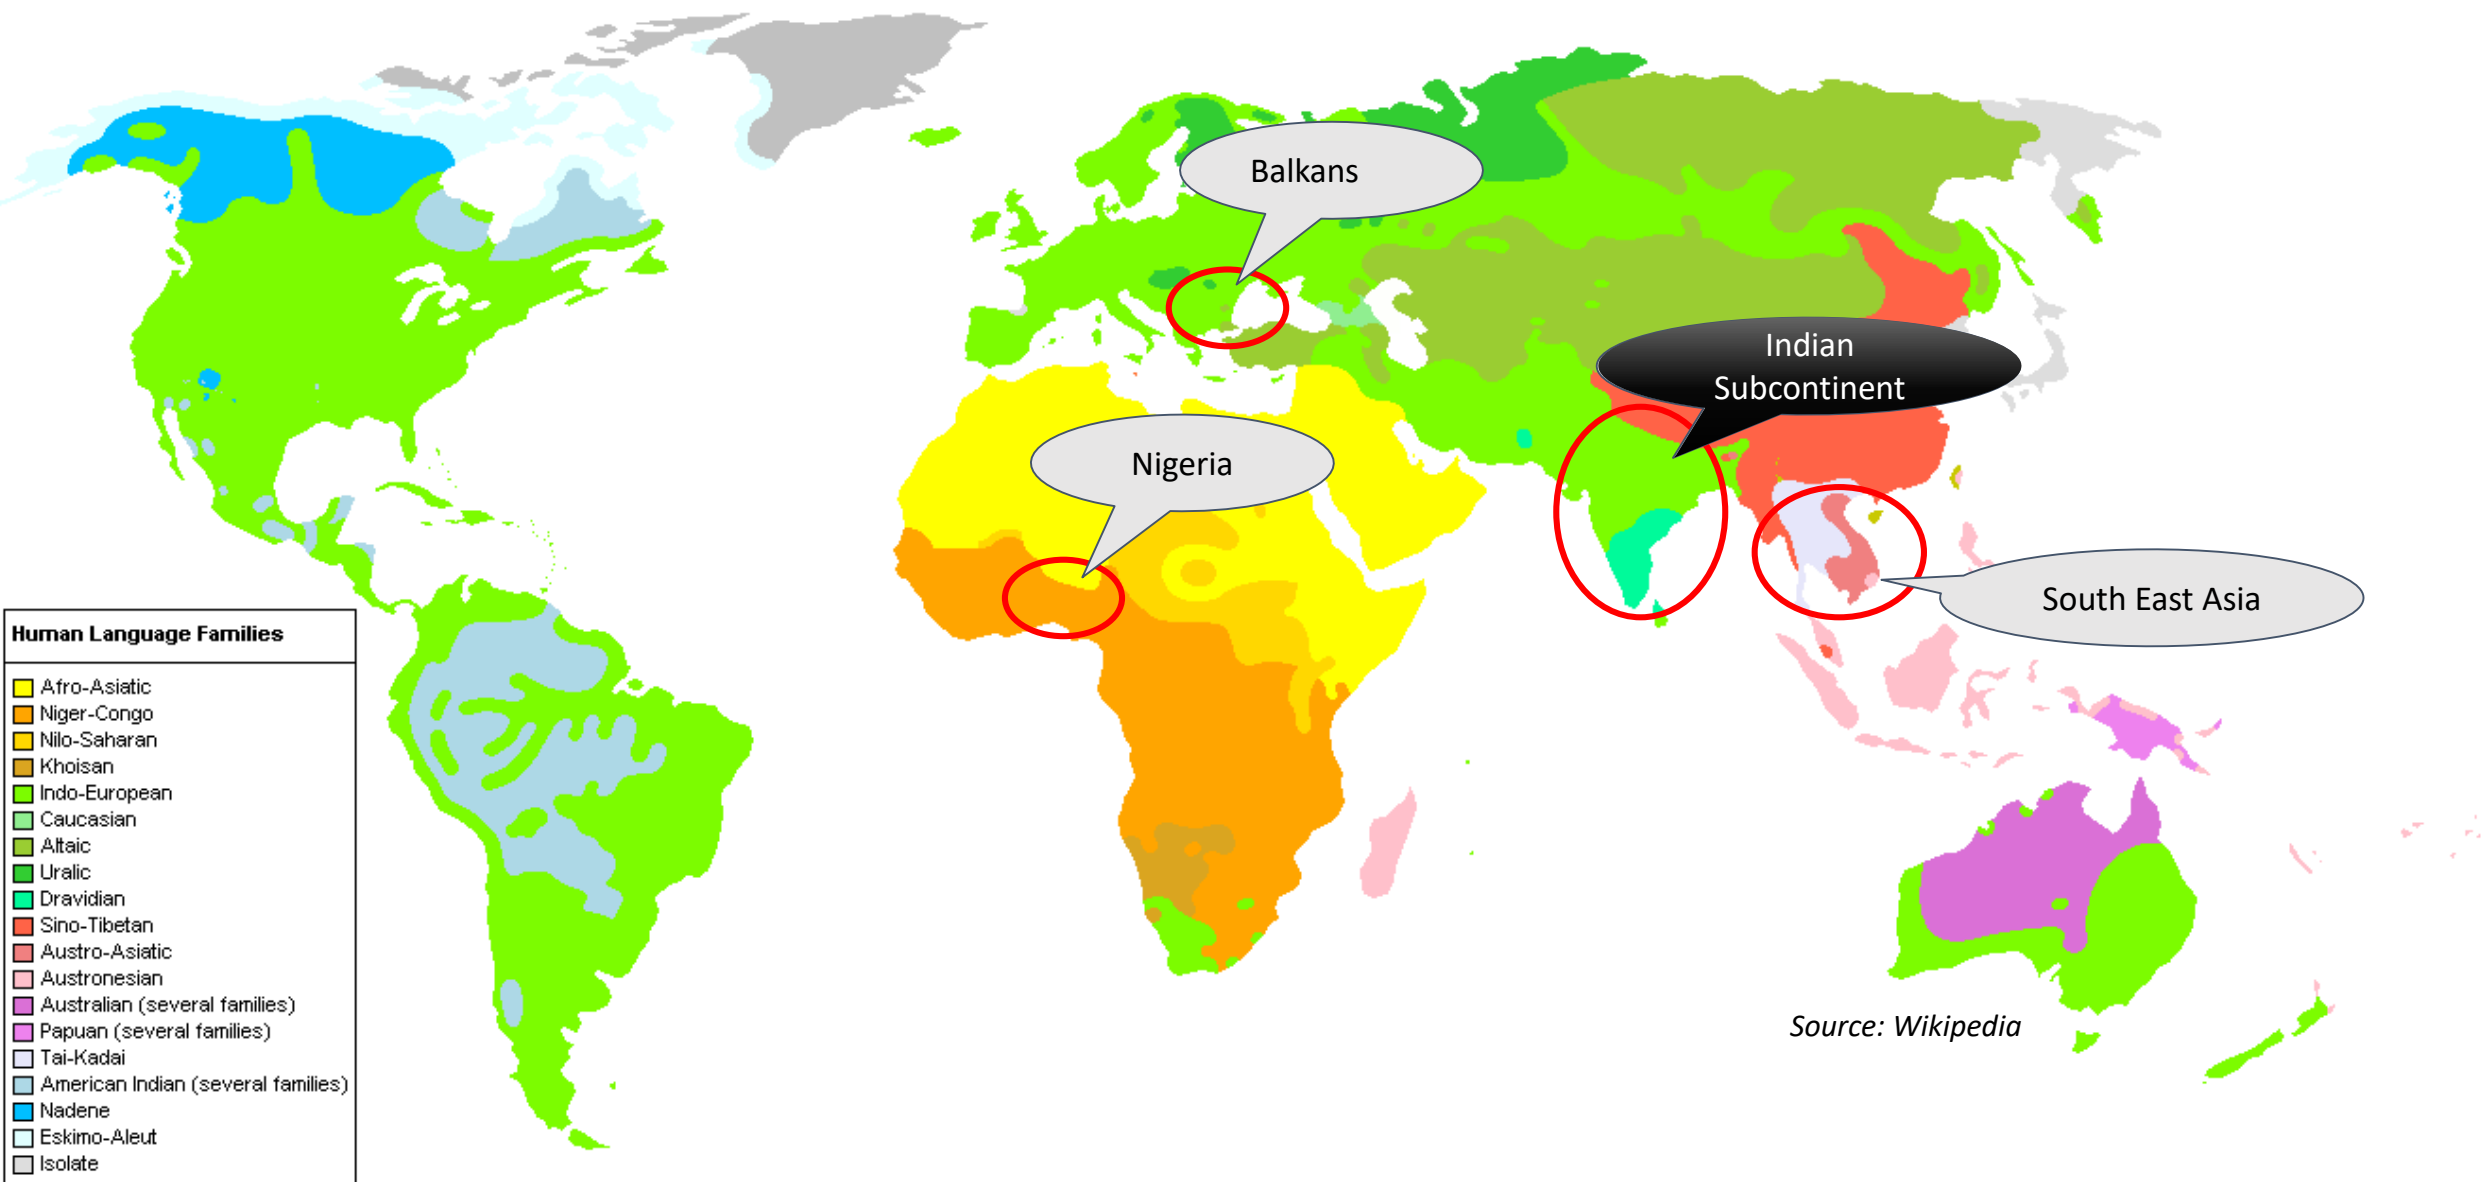 Balkans
Indian
Subcontinent
Nigeria
South East Asia
Human Language Families
Afro-Asiatic
Niger-Congo
Nilo-Saharan
Khoisan
Indo-European
Caucasian
Altaic
Uralic
Dravidian
Sino-Tibetan
Austro-Asiatic
Austronesian
Australian (several families)
Papuan (several families)
Tai-Kadai
American Indian (several families)
Nadene
Eskimo-Aleut
Isolate
Source: Wikipedia